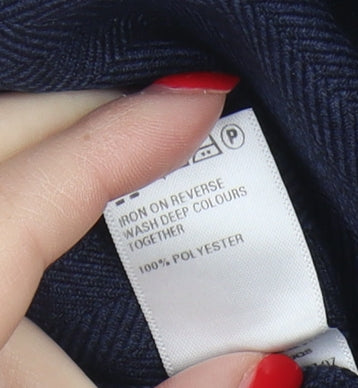 P
IRON ON REVERSE
WASH DEEP COLOURS
TOGETHER
100% POLYESTER